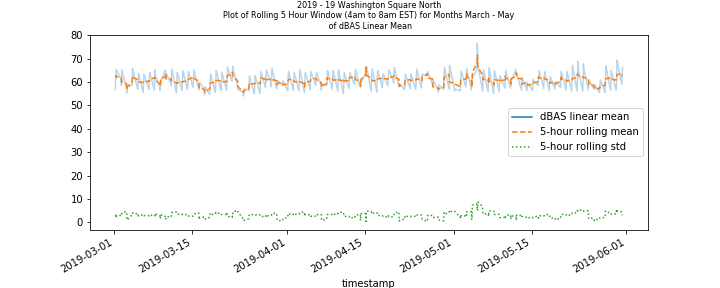 2019 - 19 Washington Square North
Plot of Rolling 5 Hour Window (4am to 8am EST) for Months March - May
of dBAS Linear Mean
80
70
60
50
40
30
20
10
0
dBAS linear mean
5-hour rolling mean
5-hour rolling std
2019-03-01
2019-03-15
2019-04-01
2019-04-15
2019-05-01
2019-05-15
2019-06-01
timestamp